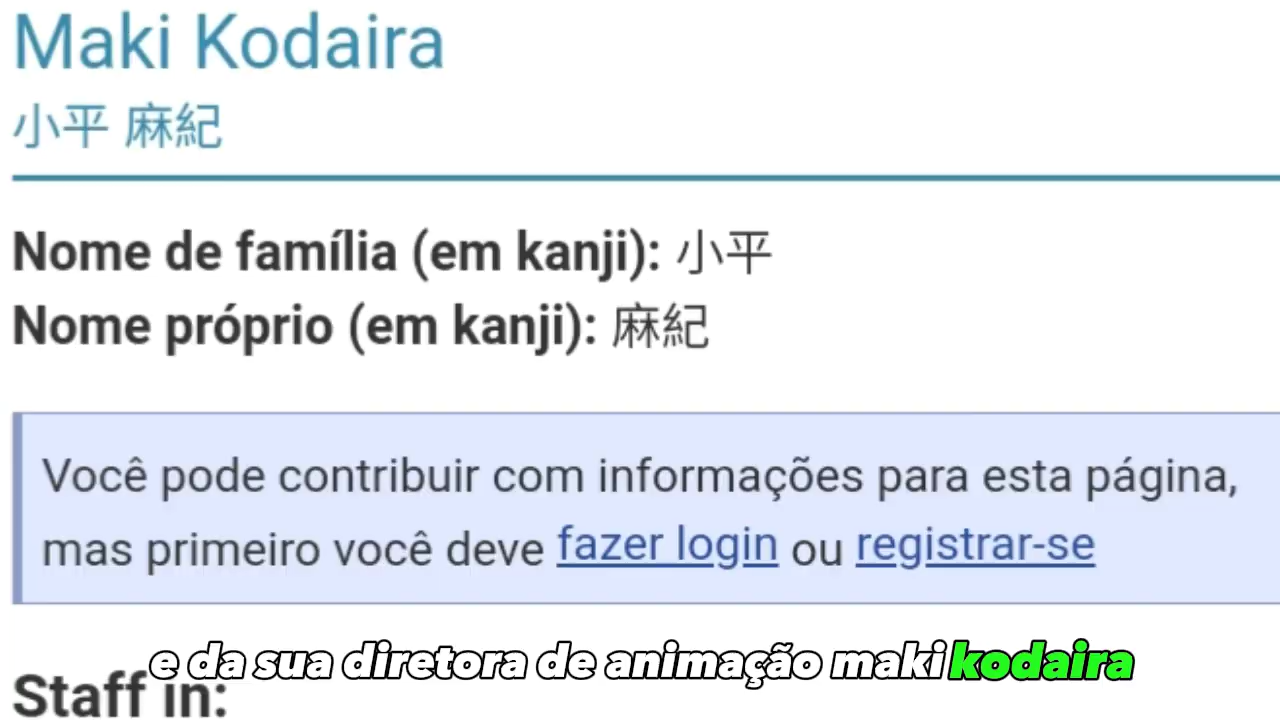 Maki Kodaira
小平 麻紀
Nome de família (em kanji): 小平
Nome próprio (em kanji): 麻紀
Você pode contribuir com informações para esta página,
mas primeiro você deve fazer login ou registrar-se
e da sua diretora de animação maki kodaira
Staff in: